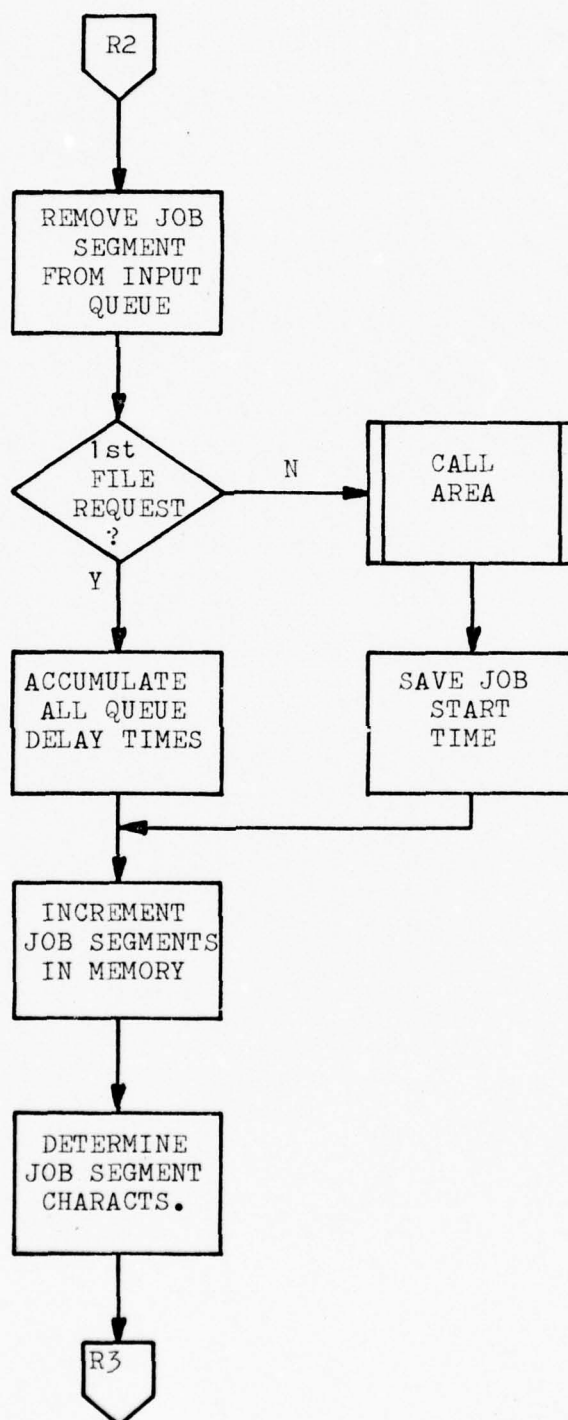 R2
REMOVE JOB
SEGMENT
FROM INPUT
QUEUE
1st
FILE
REQUEST
?
N
Y
CALL
AREA
ACCUMULATE
ALL QUEUE
DELAY TIMES
SAVE JOB
START
TIME
INCREMENT
JOB SEGMENTS
IN MEMORY
DETERMINE
JOB SEGMENT
CHARACTS.
R3